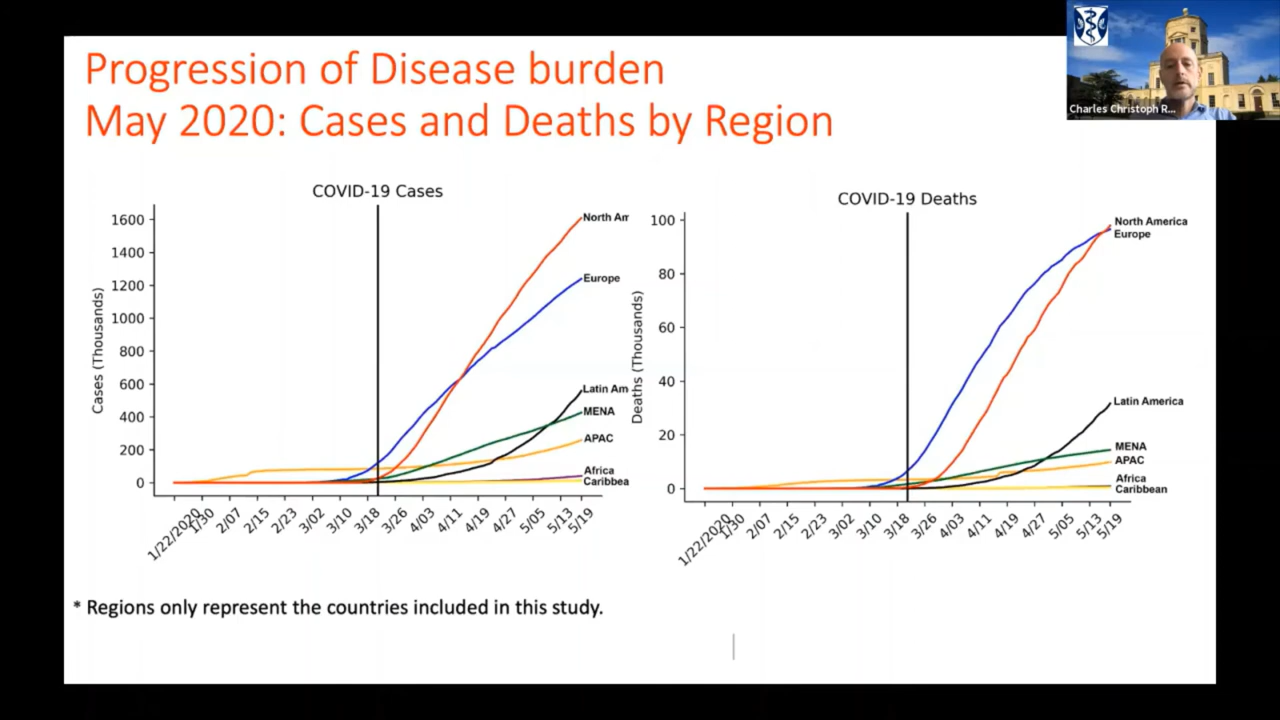 Progression of Disease burden
May 2020: Cases and Deaths by Region
Charles Christoph R...
COVID-19 Cases
Cases (Thousands)
1600
1400
1200
1000
800
600
400
200
0
North Am
Europe
Latin Am
MENA
APAC
Africa
Caribbea
1/22/2020
1/30
2/07
2/15
2/23
3/02
3/10
3/18
3/26
4/03
4/11
4/19
4/27
5/05
5/13
5/19
COVID-19 Deaths
Deaths (Thousands)
100
80
60
40
20
0
North America
Europe
Latin America
MENA
APAC
Africa
Caribbean
1/22/2020
1/30
2/07
2/15
2/23
3/02
3/10
3/18
3/26
4/03
4/11
4/19
4/27
5/05
5/13
5/19
* Regions only represent the countries included in this study.